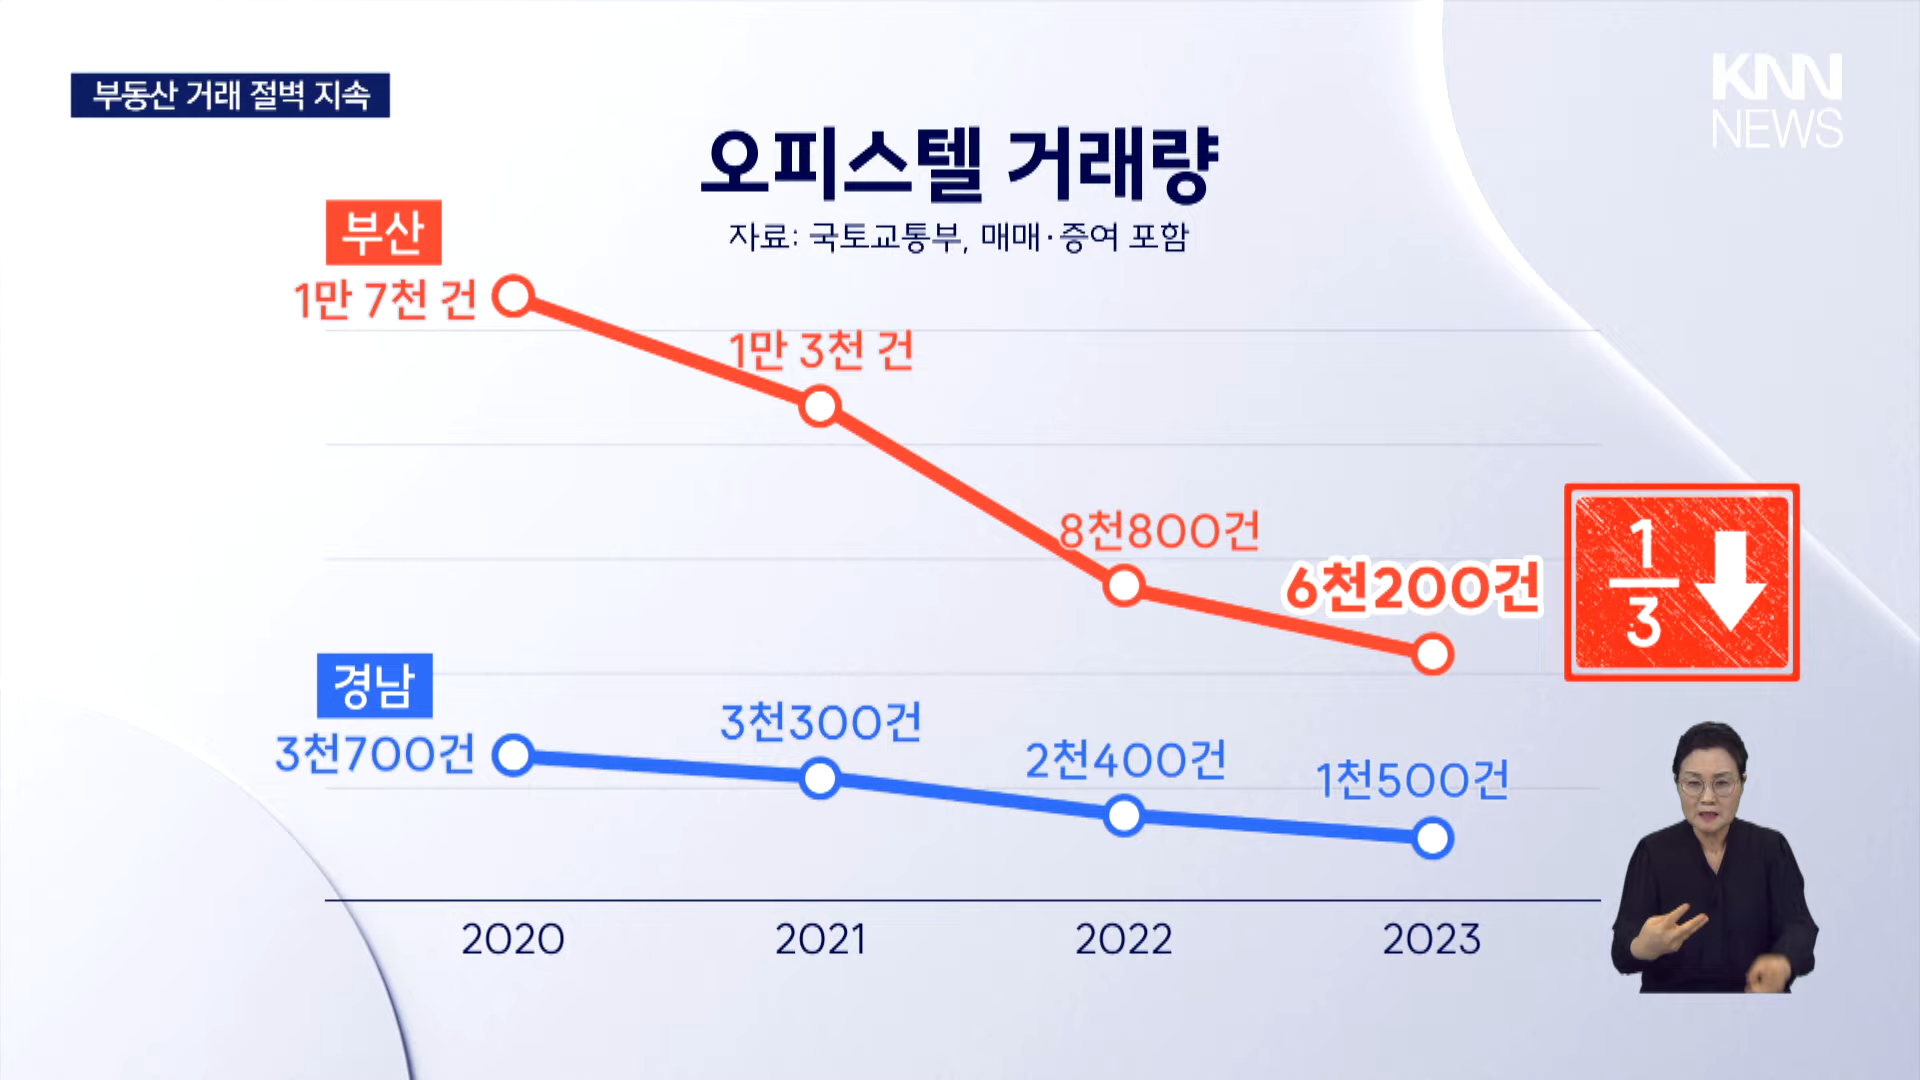 부동산 거래 절벽 지속
KNN
NEWS
오피스텔 거래량
자료: 국토교통부, 매매·증여 포함
부산
1만 7천 건
1만 3천 건
8천800건
6천200건
1
3
경남
3천700건
3천300건
2천400건
1천500건
2020
2021
2022
2023